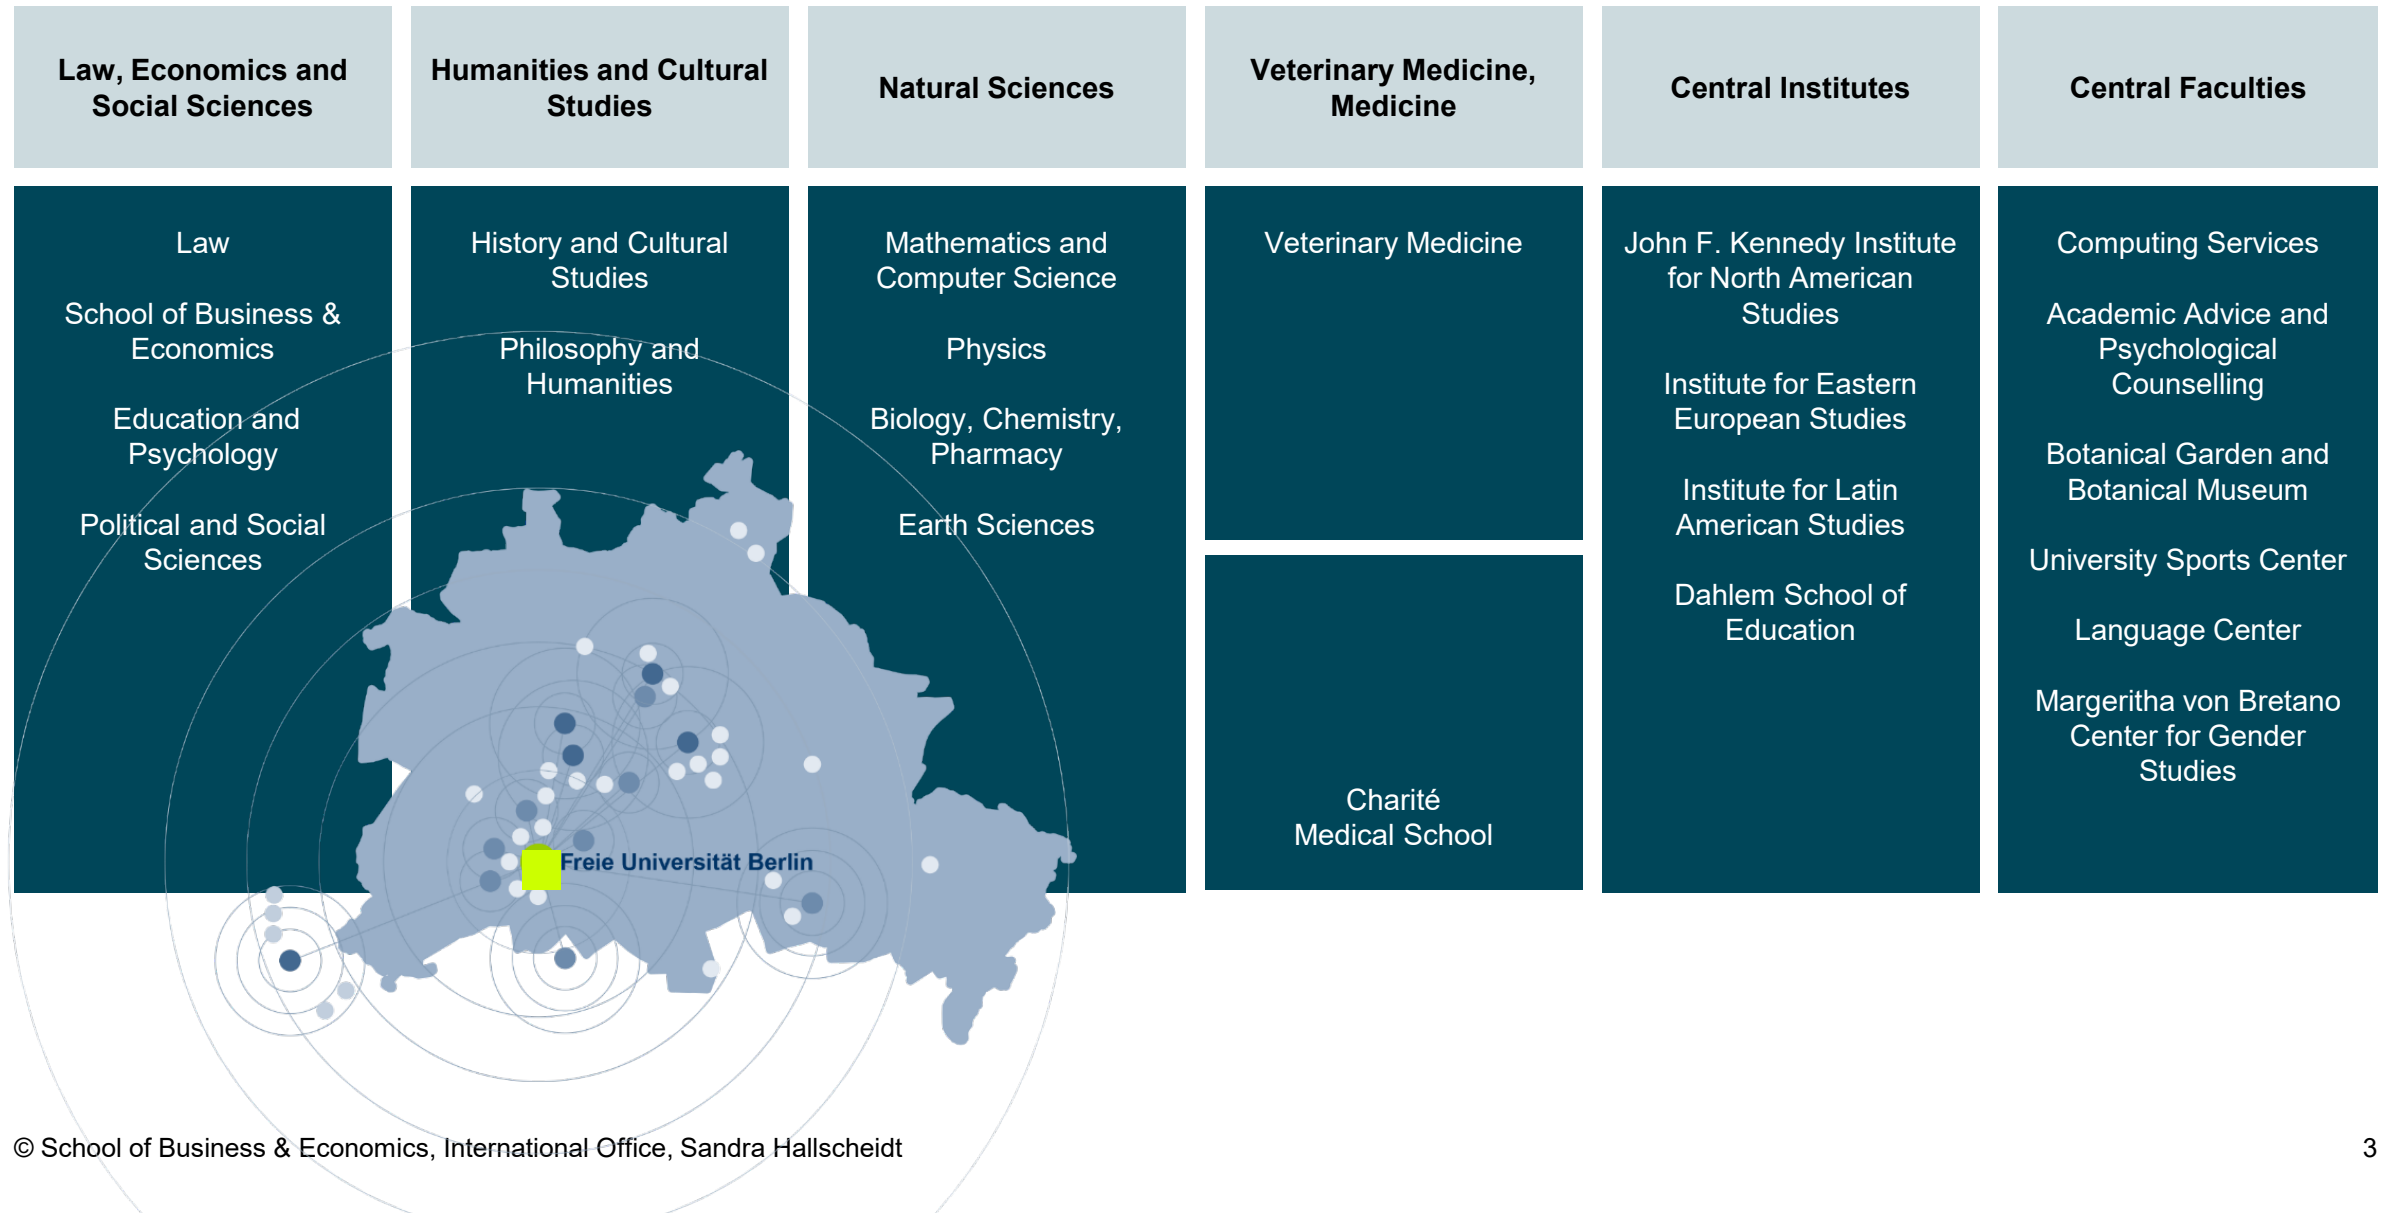 Law, Economics and
Social Sciences
Humanities and Cultural
Studies
Natural Sciences
Veterinary Medicine,
Medicine
Central Institutes
Central Faculties
Law
School of Business &
Economics
Education and
Psychology
Political and Social
Sciences
History and Cultural
Studies
Philosophy and
Humanities
Mathematics and
Computer Science
Physics
Biology, Chemistry,
Pharmacy
Earth Sciences
Veterinary Medicine
Charité
Medical School
John F. Kennedy Institute
for North American
Studies
Institute for Eastern
European Studies
Institute for Latin
American Studies
Dahlem School of
Education
Computing Services
Academic Advice and
Psychological
Counselling
Botanical Garden and
Botanical Museum
University Sports Center
Language Center
Margeritha von Bretano
Center for Gender
Studies
Freie Universität Berlin
© School of Business & Economics, International Office, Sandra Hallscheidt
3